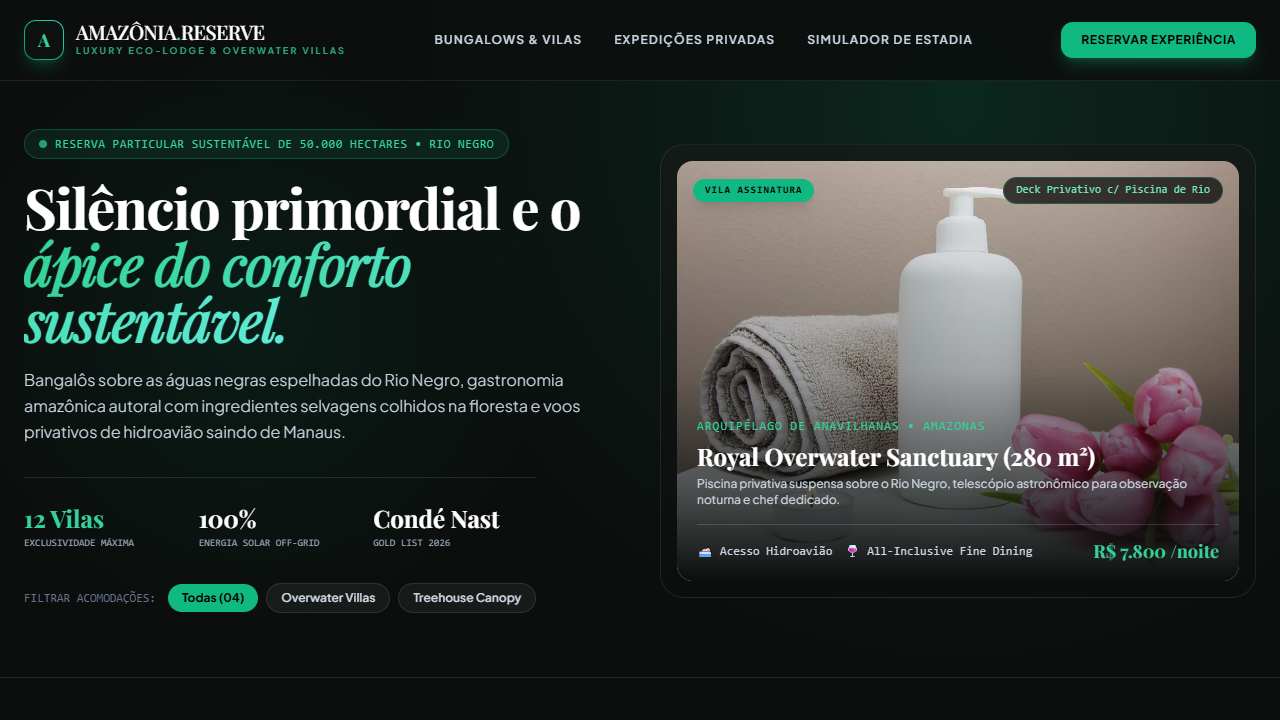 A
AMAZÔNIA.RESERVE
LUXURY ECO-LODGE & OVERWATER VILLAS
BUNGALOWS & VILAS
EXPEDIÇÕES PRIVADAS
SIMULADOR DE ESTADIA
RESERVAR EXPERIÊNCIA
RESERVA PARTICULAR SUSTENTÁVEL DE 50.000 HECTARES • RIO NEGRO
Silêncio primordial e o
ápice do conforto
sustentável.
Bangalôs sobre as águas negras espelhadas do Rio Negro, gastronomia
amazônica autoral com ingredientes selvagens colhidos na floresta e voos
privativos de hidroavião saindo de Manaus.
12 Vilas
EXCLUSIVIDADE MÁXIMA
100%
ENERGIA SOLAR OFF-GRID
Condé Nast
GOLD LIST 2026
FILTRAR ACOMODAÇÕES:
Todas (04)
Overwater Villas
Treehouse Canopy
VILA ASSINATURA
Deck Privativo c/ Piscina de Rio
ARQUIPÉLAGO DE ANAVILHANAS • AMAZONAS
Royal Overwater Sanctuary (280 m²)
Piscina privativa suspensa sobre o Rio Negro, telescópio astronômico para observação
noturna e chef dedicado.
Acesso Hidroavião
All-Inclusive Fine Dining
R$ 7.800 /noite